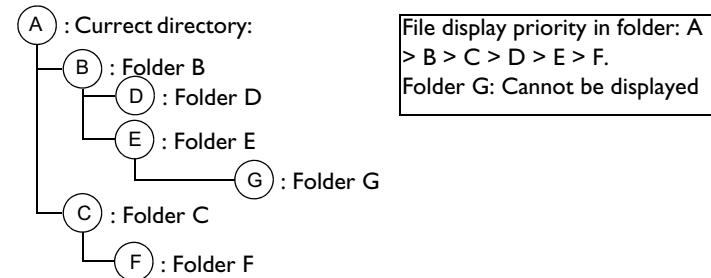 A : Currect directory:
B : Folder B
D : Folder D
E : Folder E
G : Folder G
C : Folder C
F : Folder F
File display priority in folder: A
> B > C > D > E > F.
Folder G: Cannot be displayed